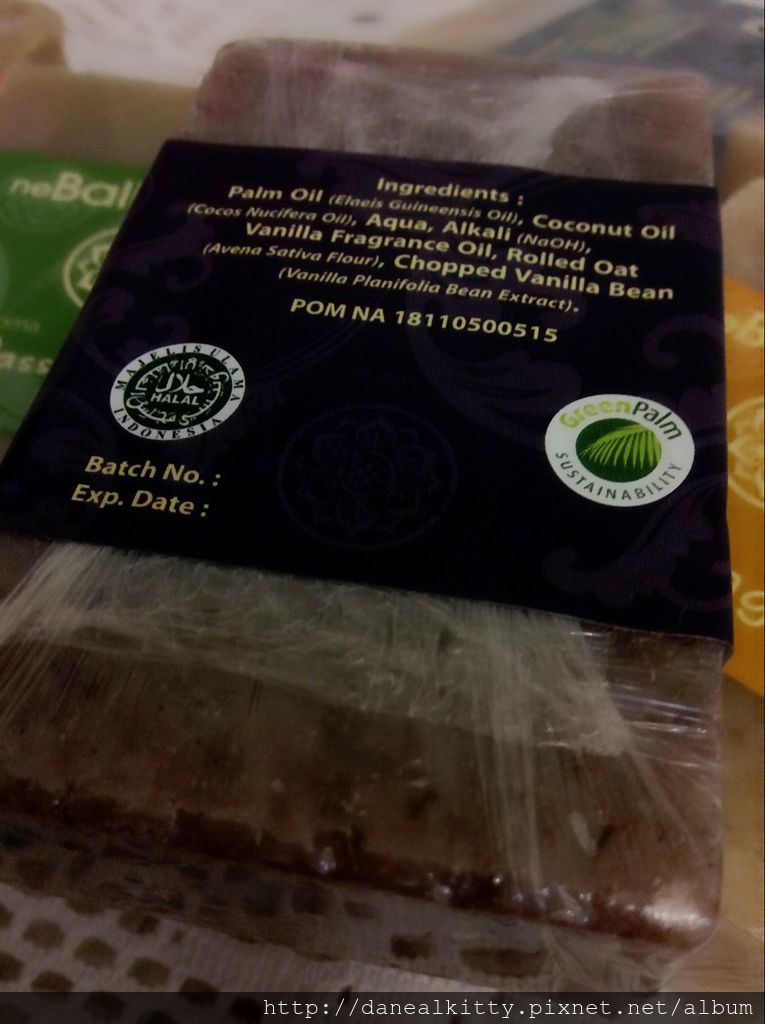 Ingredients :
Palm Oil (Elaeis Guineensis Oil), Coconut Oil
(Cocos Nucifera Oil), Aqua, Alkali (NaOH),
Vanilla Fragrance Oil, Rolled Oat
(Avena Sativa Flour), Chopped Vanilla Bean
(Vanilla Planifolia Bean Extract).
POM NA 18110500515
MAJELIS ULAMA
حلال
HALAL
INDONESIA
GreenPalm
SUSTAINABILITY
Batch No. :
Exp. Date :
neBali
http://danealkitty.pixnet.net/album